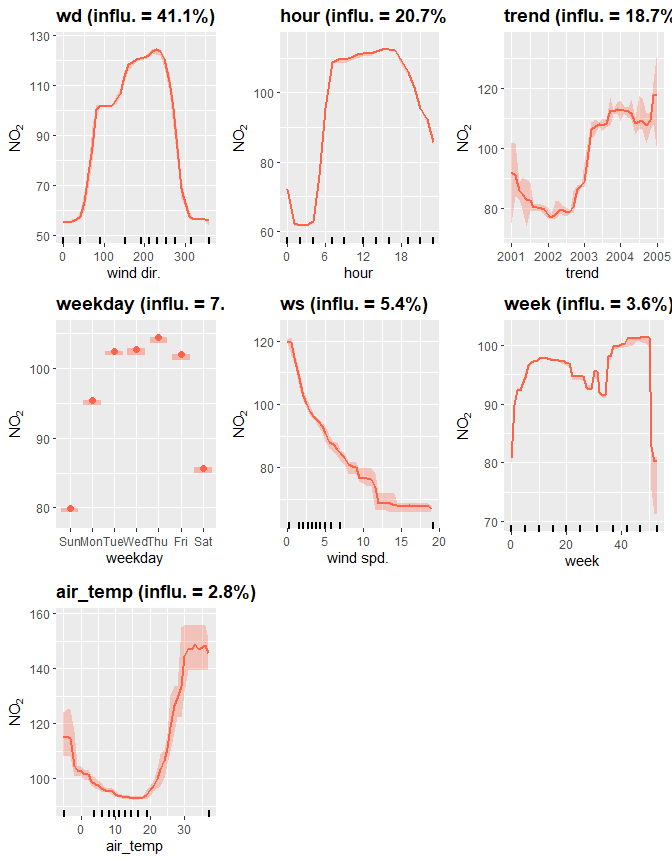 wd (influ. = 41.1%)
NO2
130
110
90
70
50
0
100
200
300
wind dir.
hour (influ. = 20.7%
NO2
100
80
60
0
6
12
18
hour
trend (influ. = 18.7%
NO2
120
100
80
2001
2002
2003
2004
2005
trend
weekday (influ. = 7.
NO2
100
90
80
Sun Mon Tue Wed Thu Fri Sat
weekday
ws (influ. = 5.4%)
NO2
120
100
80
0
5
10
15
20
wind spd.
week (influ. = 3.6%)
NO2
100
90
80
70
0
20
40
week
air_temp (influ. = 2.8%)
NO2
160
140
120
100
0
10
20
30
air_temp